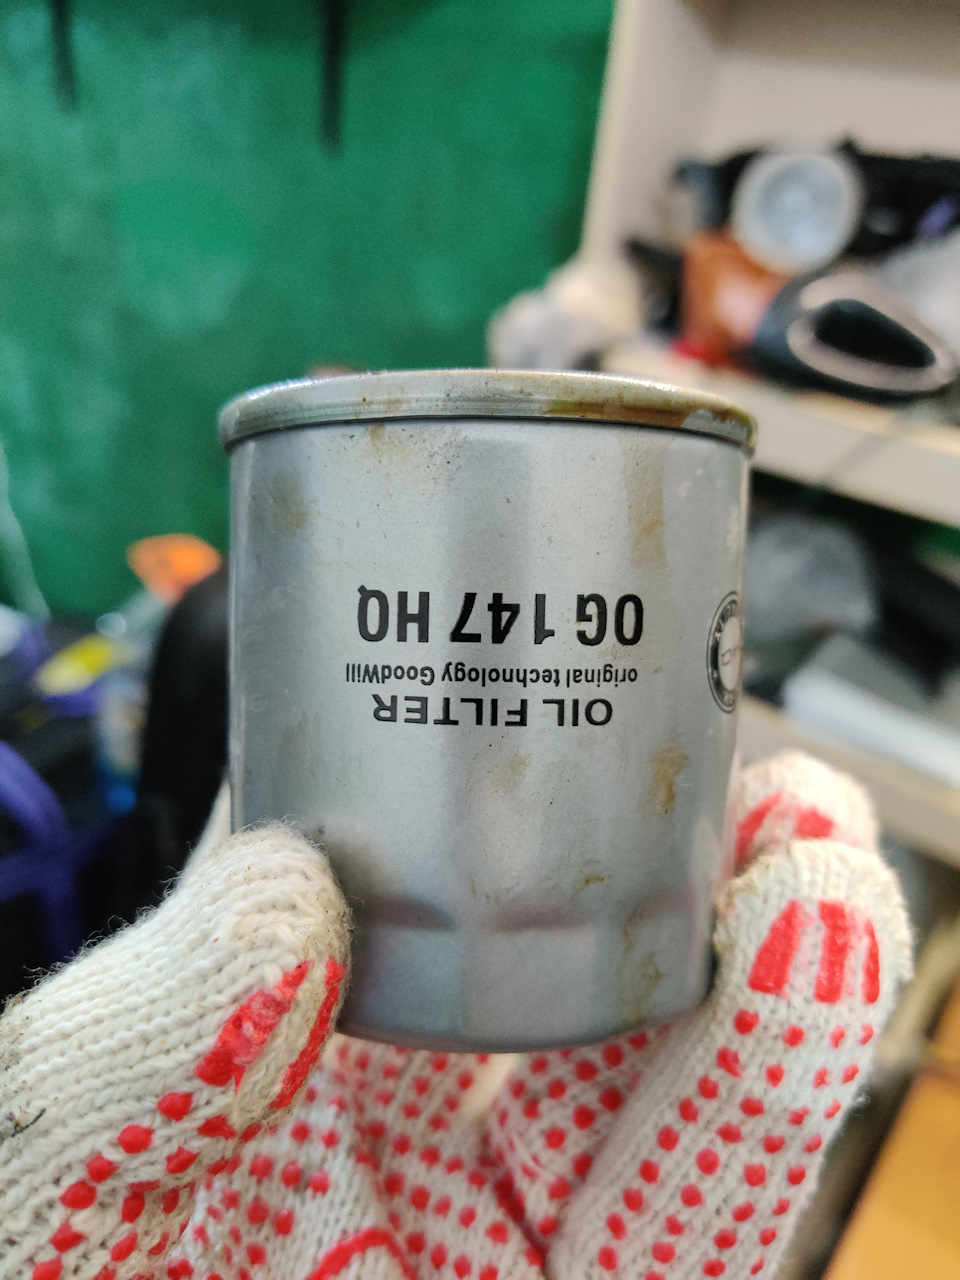 OIL FILTER
original technology GoodWill
OG 147 HQ